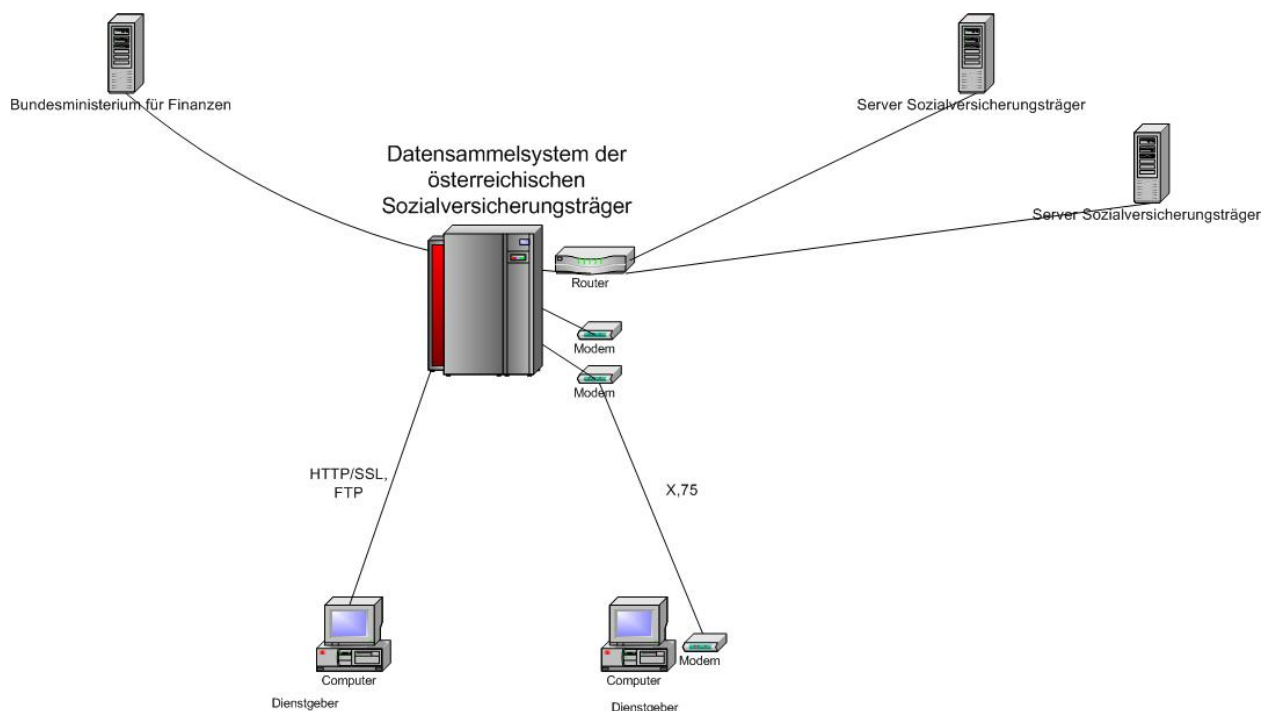 Bundesministerium für Finanzen
Server Sozialversicherungsträger
Server Sozialversicherungsträger
Datensammelsystem der
österreichischen
Sozialversicherungsträger
Router
Modem
Modem
HTTP/SSL,
FTP
X,75
Computer
Dienstgeber
Modem
Computer
Dienstgeber